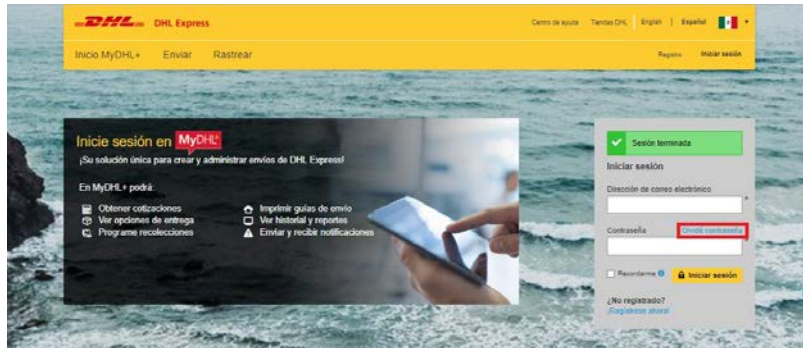 DHL DHL Express
Centro de ayuda Tiendas DHL English | Español
Inicio MyDHL+ Enviar Rastrear
Registro Iniciar sesión
Inicie sesión en MyDHL+
¡Su solución única para crear y administrar envíos de DHL Express!
En MyDHL+ podrá:
Obtener cotizaciones
Ver opciones de entrega
Programe recolecciones
Imprimir guías de envío
Ver historial y reportes
Enviar y recibir notificaciones
Sesión terminada
Iniciar sesión
Dirección de correo electrónico
*
Contraseña Olvidé contraseña
Recordarme Iniciar sesión
¿No registrado?
¡Regístrese ahora!